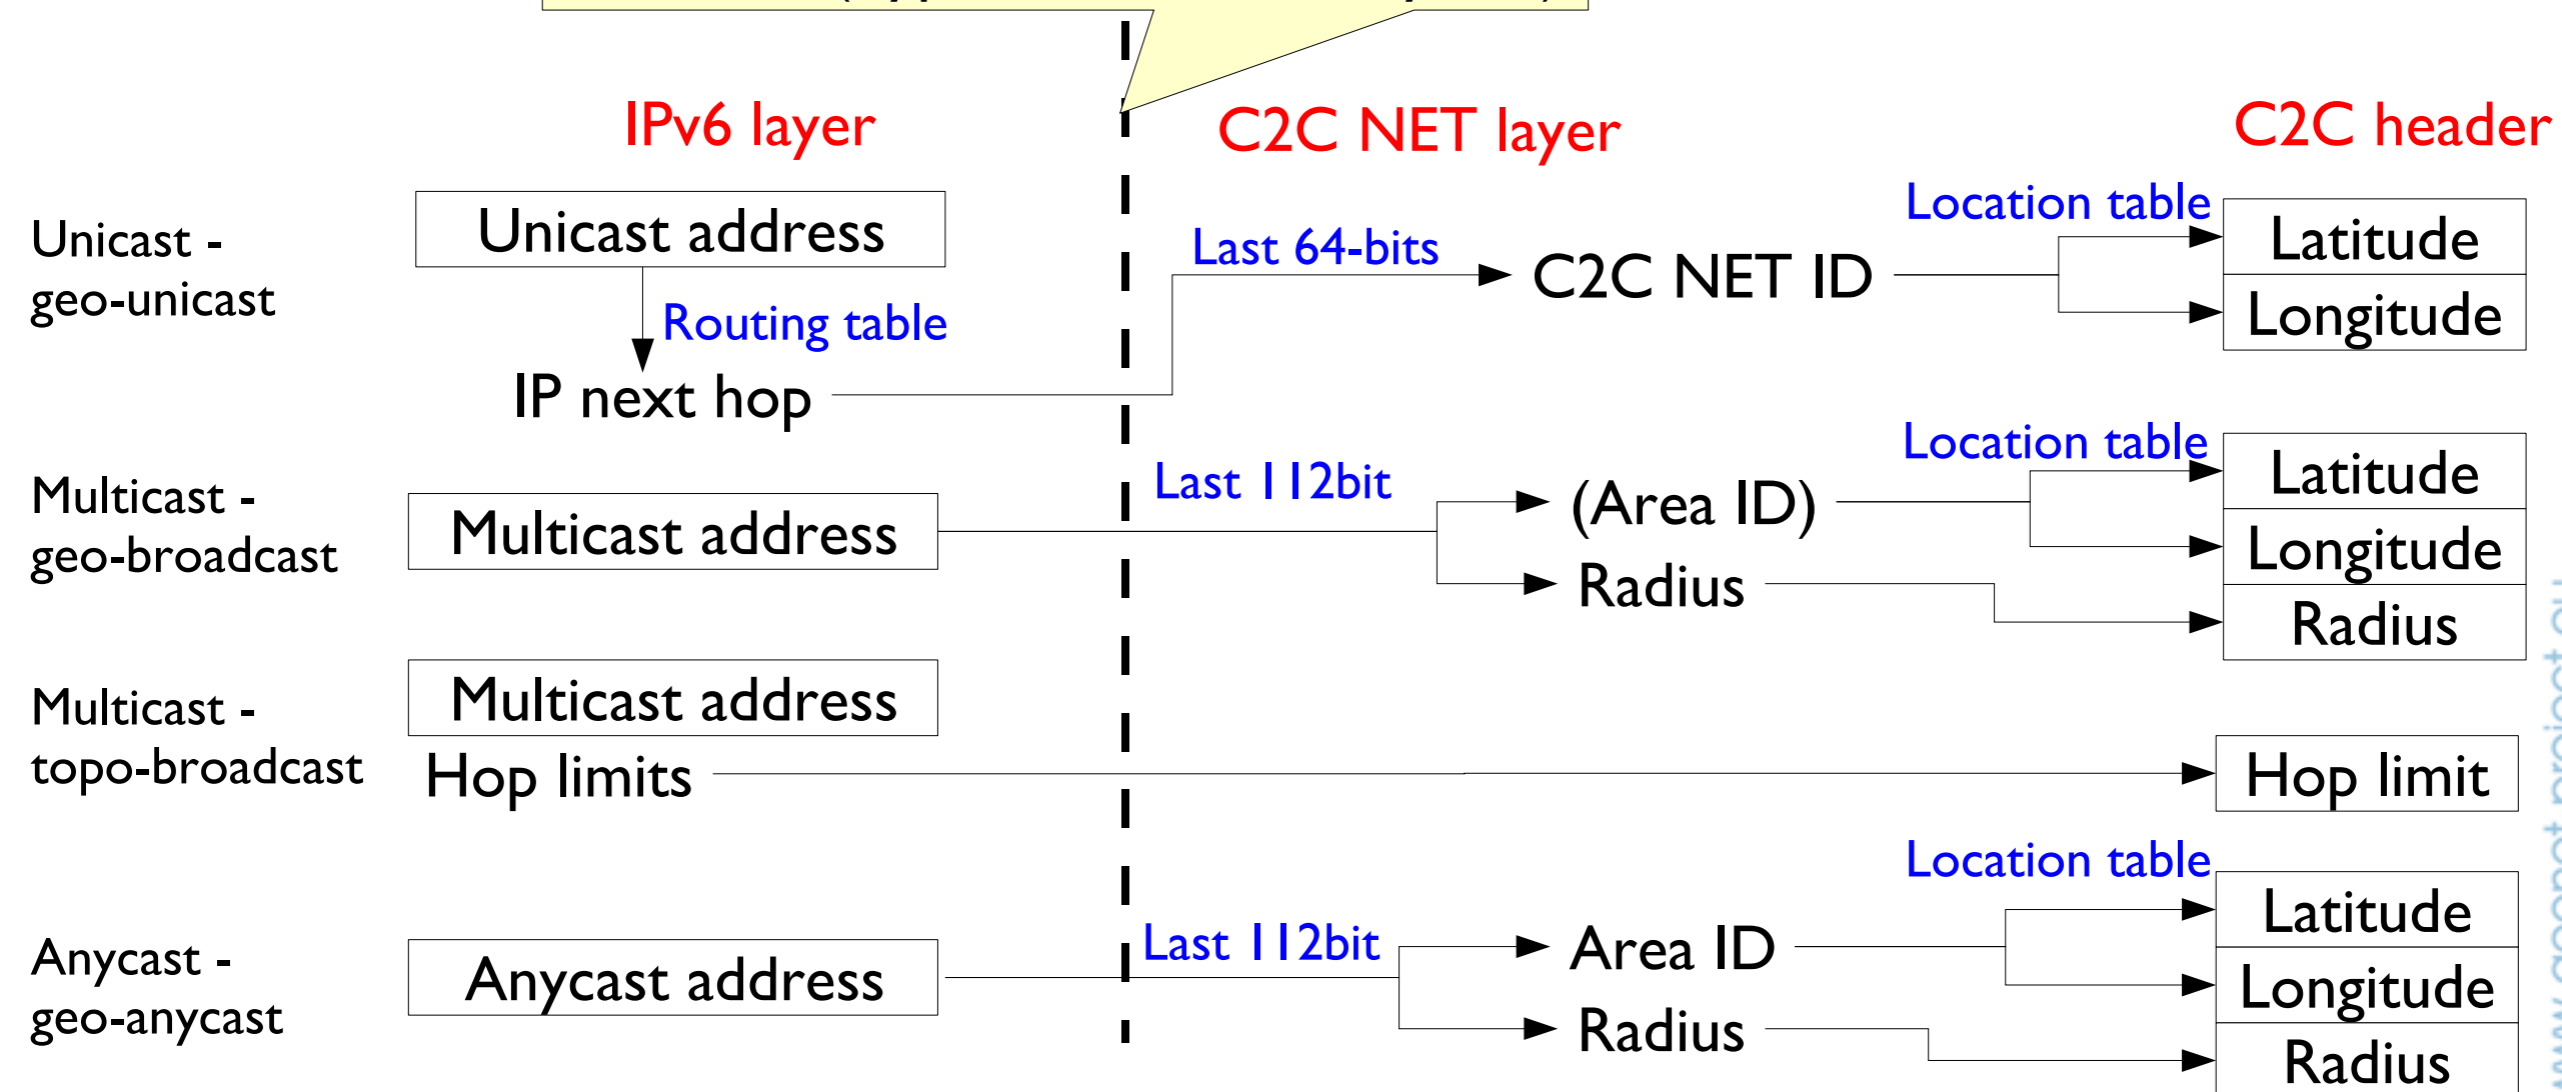 IPv6 layer
C2C NET layer
C2C header
Unicast -
geo-unicast
Unicast address
Routing table
IP next hop
Last 64-bits
C2C NET ID
Location table
Latitude
Longitude
Multicast -
geo-broadcast
Multicast address
Last 112bit
(Area ID)
Radius
Location table
Latitude
Longitude
Radius
Multicast -
topo-broadcast
Multicast address
Hop limits
Hop limit
Anycast -
geo-anycast
Anycast address
Last 112bit
Area ID
Radius
Location table
Latitude
Longitude
Radius